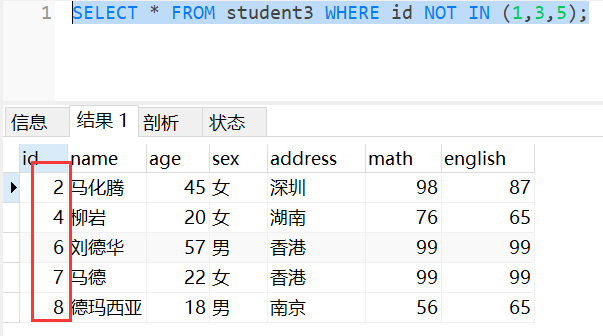 1 SELECT * FROM student3 WHERE id NOT IN (1,3,5);
信息 结果 1 剖析 状态
id name age sex address math english
2 马化腾 45 女 深圳 98 87
4 柳岩 20 女 湖南 76 65
6 刘德华 57 男 香港 99 99
7 马德 22 女 香港 99 99
8 德玛西亚 18 男 南京 56 65